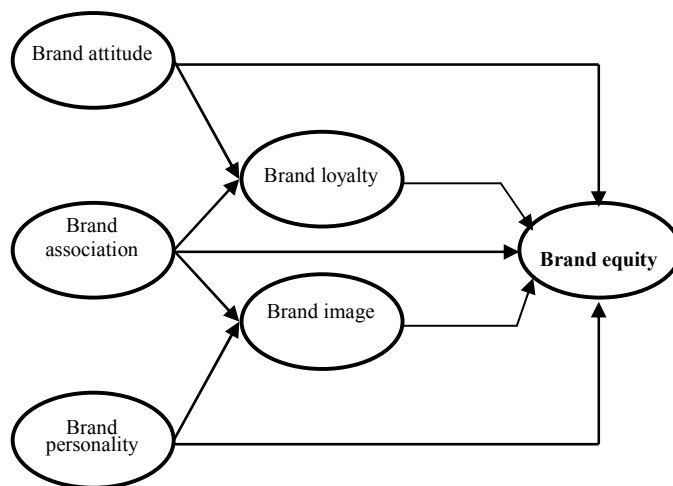 Brand attitude
Brand loyalty
Brand
association
Brand equity
Brand image
Brand
personality